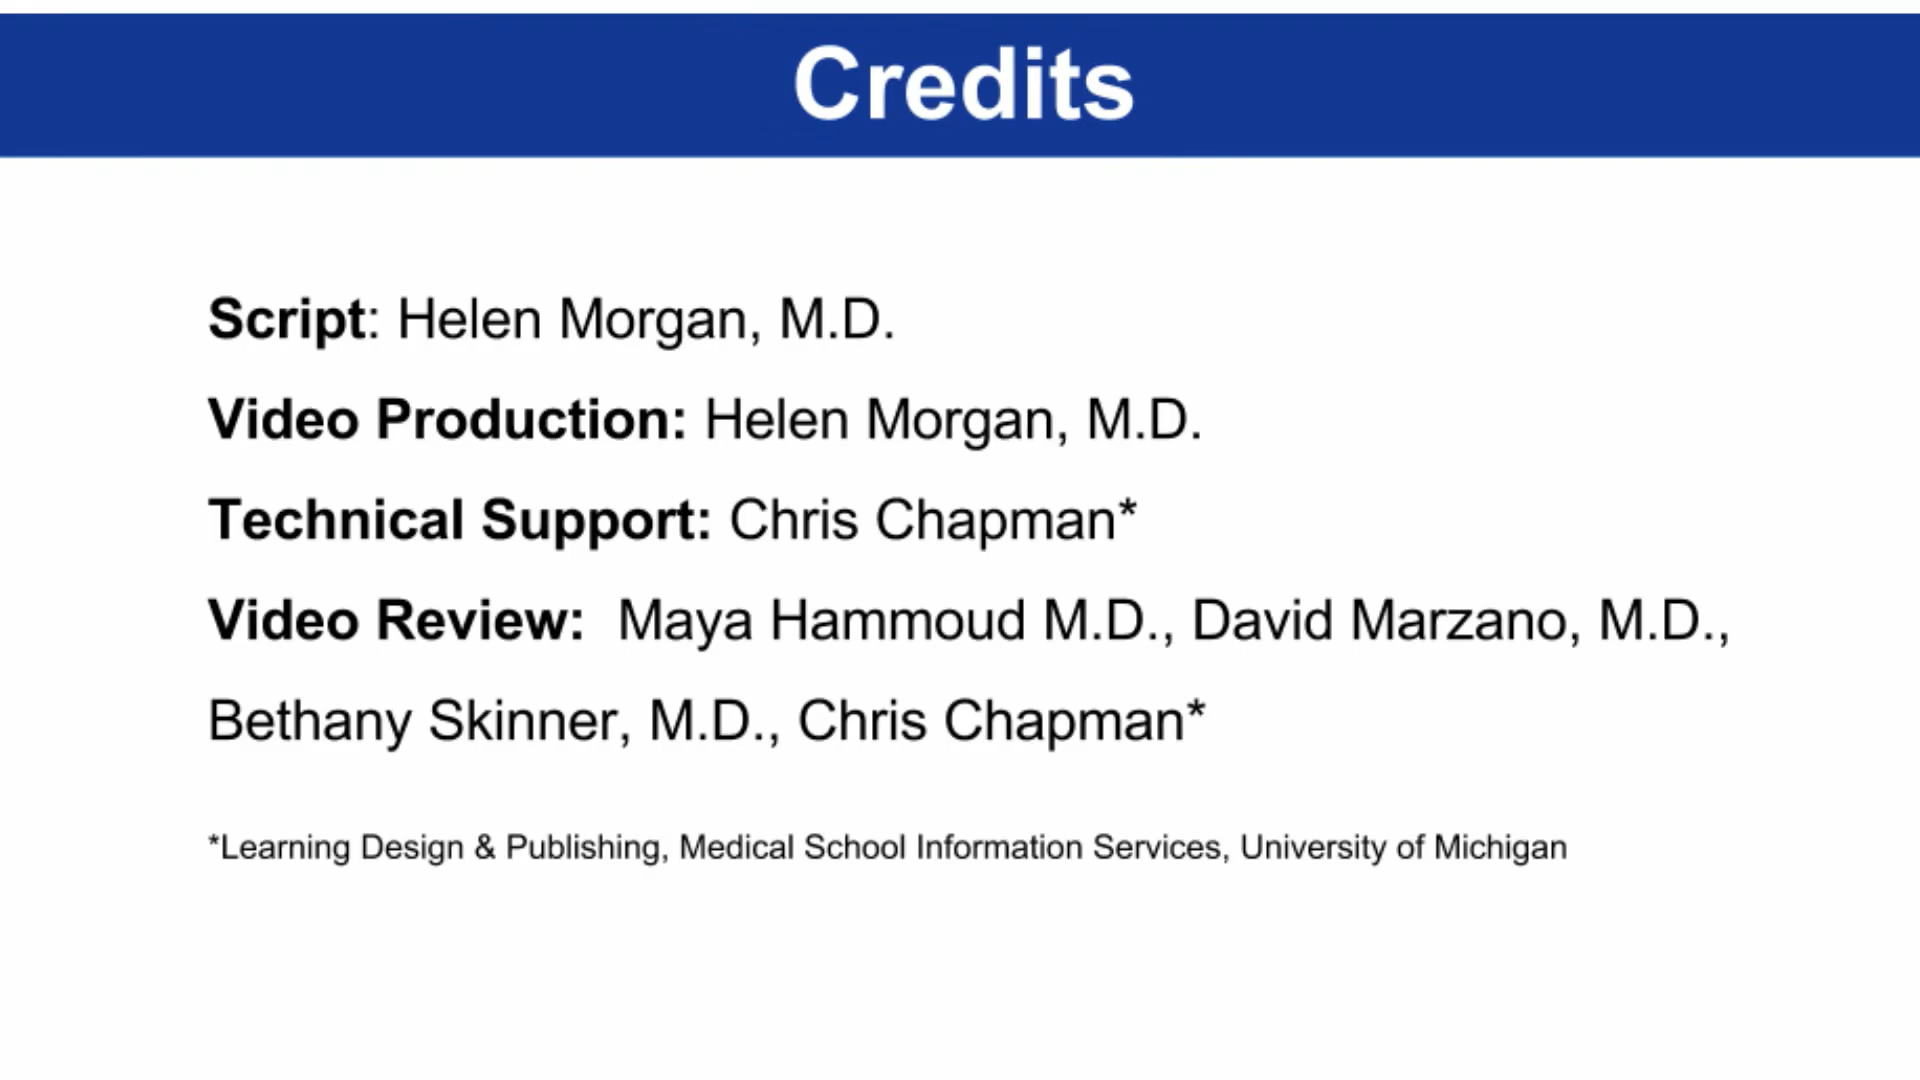 Credits
Script: Helen Morgan, M.D.
Video Production: Helen Morgan, M.D.
Technical Support: Chris Chapman*
Video Review:  Maya Hammoud M.D., David Marzano, M.D.,
Bethany Skinner, M.D., Chris Chapman*
*Learning Design & Publishing, Medical School Information Services, University of Michigan